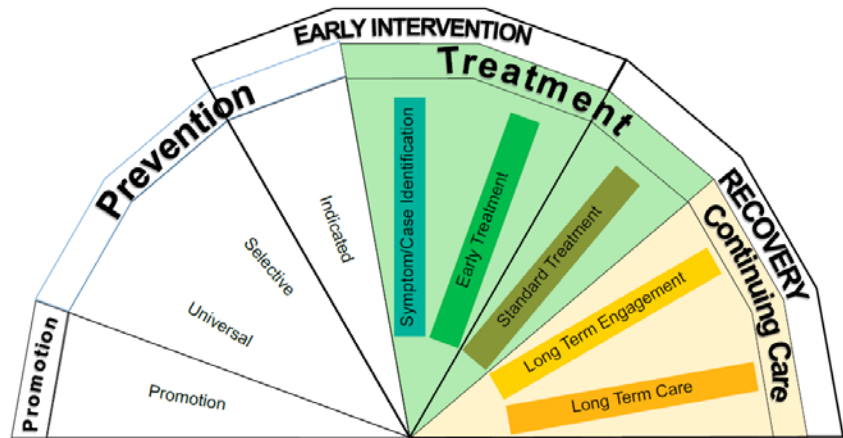 EARLY INTERVENTION
Treatment
Prevention
RECOVERY
Continuing Care
Promotion
Promotion
Universal
Selective
Indicated
Symptom/Case Identification
Early Treatment
Standard Treatment
Long Term Engagement
Long Term Care